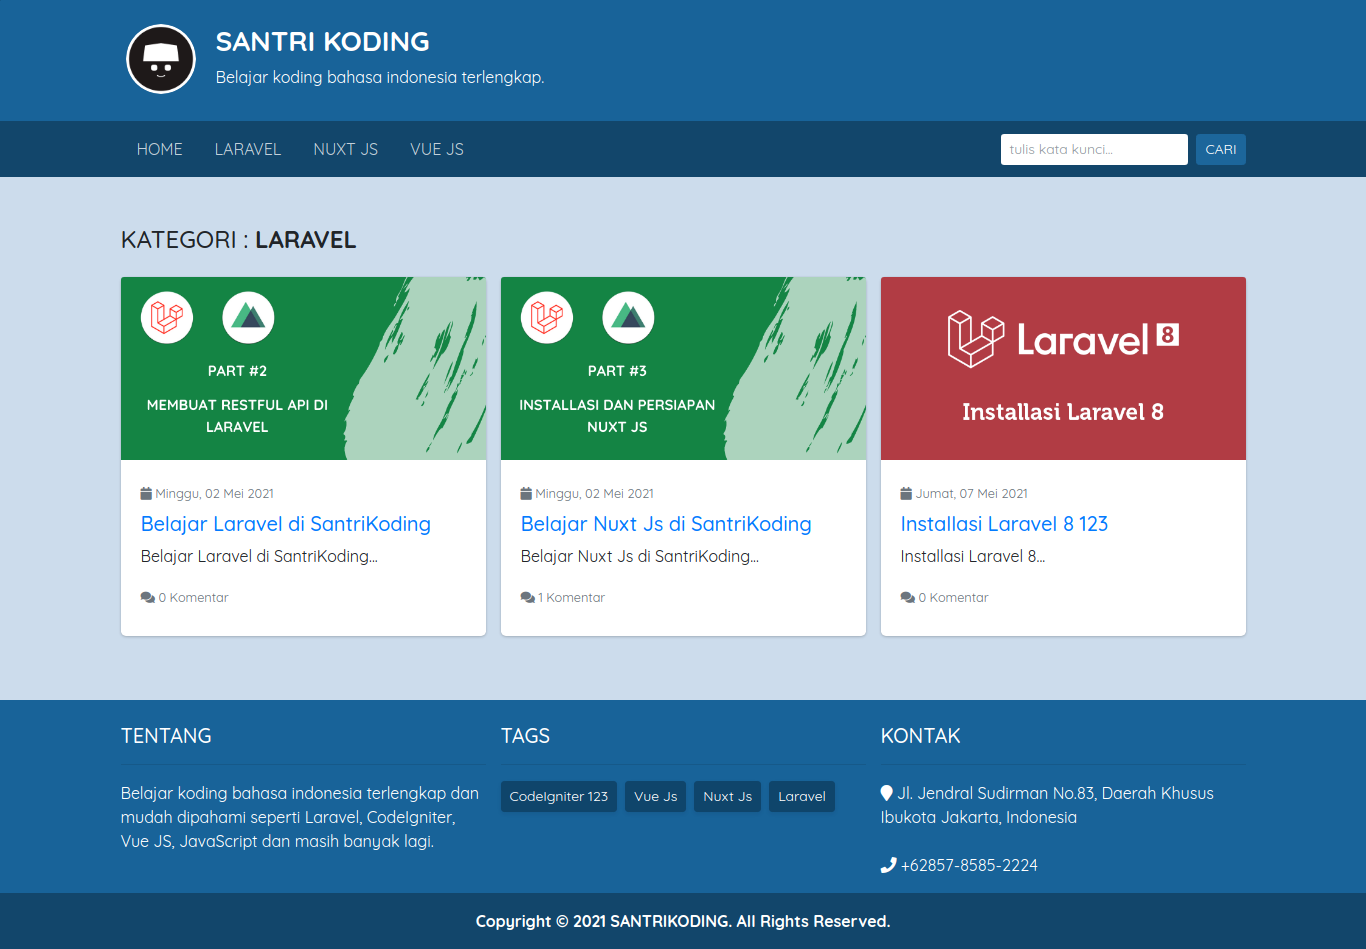 SANTRI KODING
Belajar koding bahasa indonesia terlengkap.
HOME LARAVEL NUXT JS VUE JS
tulis kata kunci... CARI
KATEGORI : LARAVEL
PART #2
MEMBUAT RESTFUL API DI
LARAVEL
Minggu, 02 Mei 2021
Belajar Laravel di SantriKoding
Belajar Laravel di SantriKoding...
0 Komentar
PART #3
INSTALLASI DAN PERSIAPAN
NUXT JS
Minggu, 02 Mei 2021
Belajar Nuxt Js di SantriKoding
Belajar Nuxt Js di SantriKoding...
1 Komentar
Laravel 8
Installasi Laravel 8
Jumat, 07 Mei 2021
Installasi Laravel 8 123
Installasi Laravel 8...
0 Komentar
TENTANG
Belajar koding bahasa indonesia terlengkap dan
mudah dipahami seperti Laravel, CodeIgniter,
Vue JS, JavaScript dan masih banyak lagi.
TAGS
CodeIgniter 123 Vue Js Nuxt Js Laravel
KONTAK
Jl. Jendral Sudirman No.83, Daerah Khusus
Ibukota Jakarta, Indonesia
+62857-8585-2224
Copyright © 2021 SANTRIKODING. All Rights Reserved.